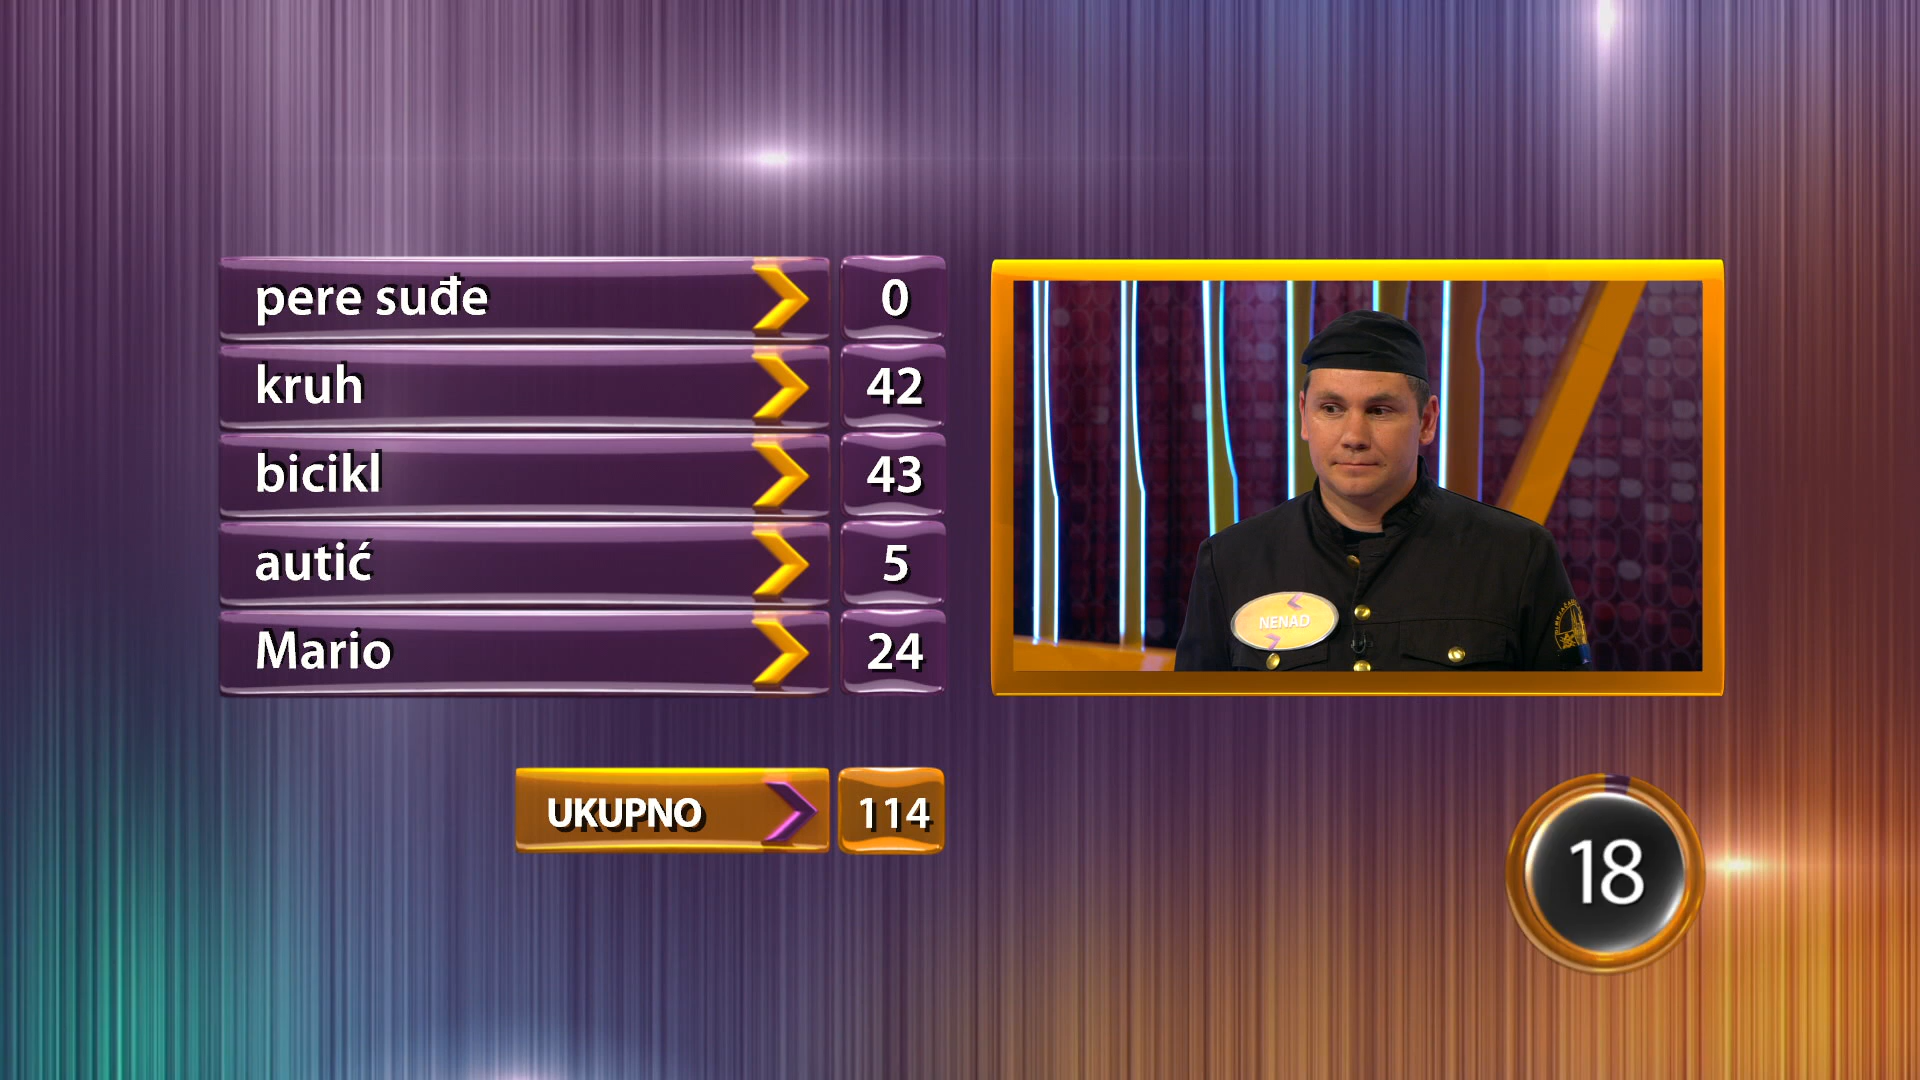 pere suđe
0
kruh
42
bicikl
43
autić
5
Mario
24
UKUPNO
114
NENAD
18